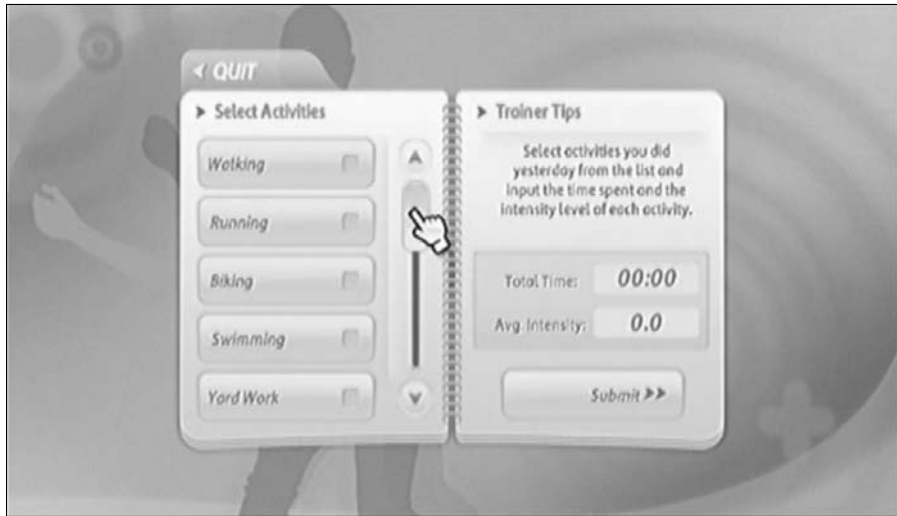 QUIT
Select Activities
Walking
Running
Biking
Swimming
Yard Work
Trainer Tips
Select activities you did
yesterday from the list and
input the time spent and the
intensity level of each activity.
Total Time: 00:00
Avg. Intensity: 0.0
Submit >>